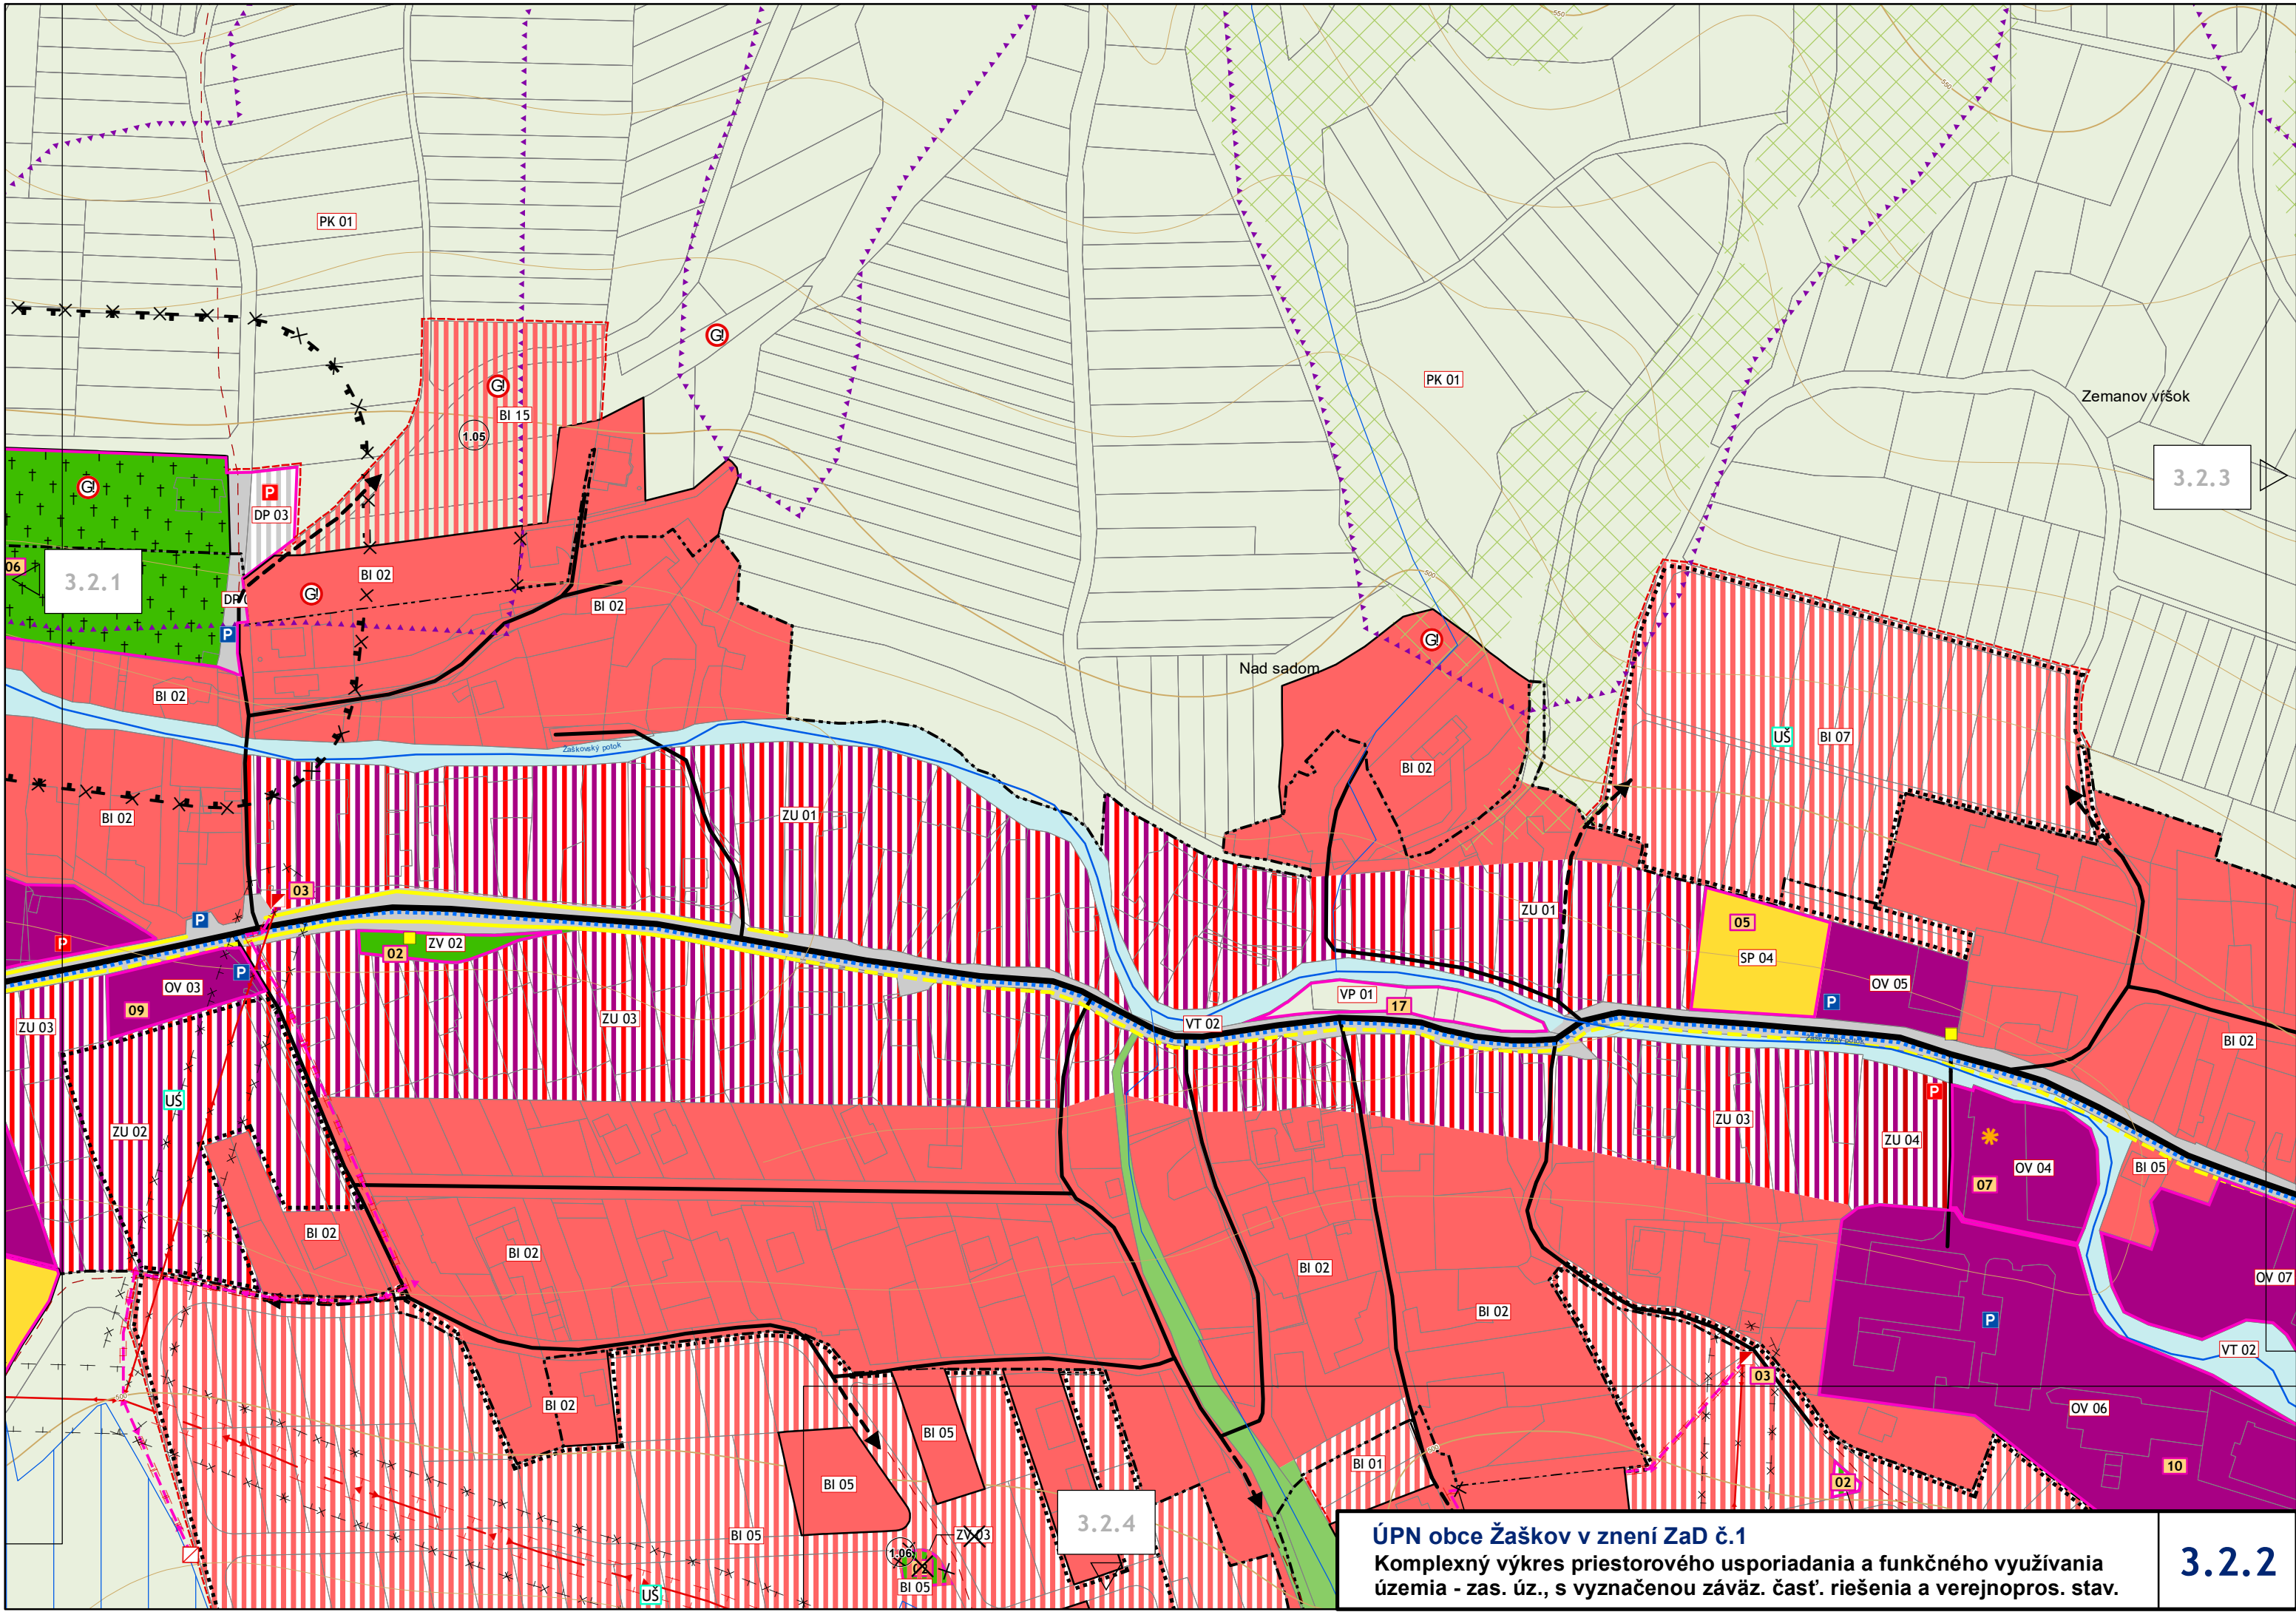 550
550
PK 01
G!
PK 01
Zemanov vŕšok
G!
BI 15
1.05
3.2.3
G!
P
DP 03
06
3.2.1
BI 02
G!
BI 02
500
P
G!
Nad sadom
BI 02
UŠ
BI 07
Žaškovský potok
BI 02
BI 02
ZU 01
03
ZU 01
P
05
P
ZV 02
02
SP 04
P
OV 03
OV 05
VP 01
17
P
09
ZU 03
ZU 03
VT 02
BI 02
UŠ
P
ZU 02
ZU 03
ZU 04
OV 04
BI 05
07
BI 02
BI 02
BI 02
OV 07
BI 02
P
VT 02
03
500
BI 02
OV 06
BI 05
500
BI 01
10
BI 05
02
3.2.4
BI 05
ZV 03
1.06
02
BI 05
UŠ
ÚPN obce Žaškov v znení ZaD č.1
Komplexný výkres priestorového usporiadania a funkčného využívania
územia - zas. úz., s vyznačenou záväz. časť. riešenia a verejnopros. stav.
3.2.2